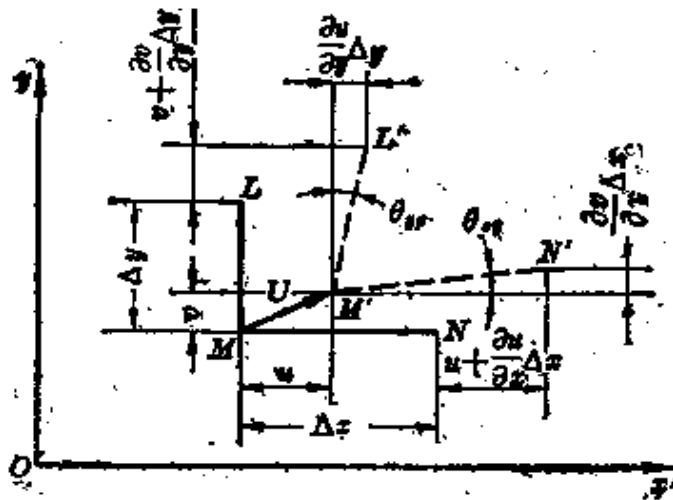 ∂u/∂y Δy
v + ∂v/∂y Δy
y
L''
L
θyx
θxy
∂v/∂x Δx
N'
Δy
v
U
M'
M
N
u + ∂u/∂x Δx
u
Δx
O
x